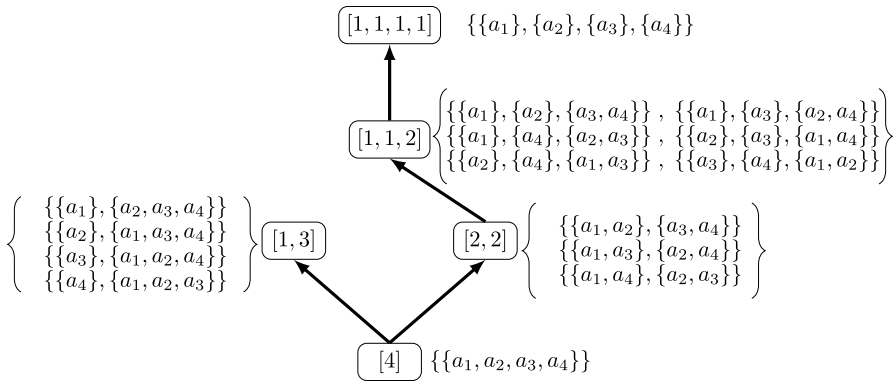 [1, 1, 1, 1] {{a₁}, {a₂}, {a₃}, {a₄}}
[1, 1, 2]
{{a₁}, {a₂}, {a₃, a₄}} , {{a₁}, {a₃}, {a₂, a₄}}
{{a₁}, {a₄}, {a₂, a₃}} , {{a₂}, {a₃}, {a₁, a₄}}
{{a₂}, {a₄}, {a₁, a₃}} , {{a₃}, {a₄}, {a₁, a₂}}
{{a₁}, {a₂, a₃, a₄}}
{{a₂}, {a₁, a₃, a₄}}
{{a₃}, {a₁, a₂, a₄}}
{{a₄}, {a₁, a₂, a₃}}
[1, 3]
[2, 2]
{{a₁, a₂}, {a₃, a₄}}
{{a₁, a₃}, {a₂, a₄}}
{{a₁, a₄}, {a₂, a₃}}
[4] {{a₁, a₂, a₃, a₄}}